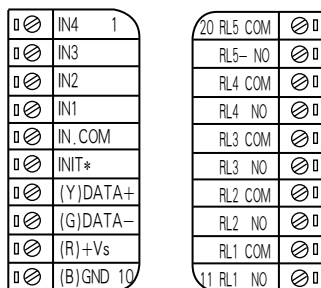 IN4 1
IN3
IN2
IN1
IN.COM
INIT*
(Y)DATA+
(G)DATA–
(R)+Vs
(B)GND 10
20 RL5 COM
RL5– NO
RL4 COM
RL4 NO
RL3 COM
RL3 NO
RL2 COM
RL2 NO
RL1 COM
11 RL1 NO